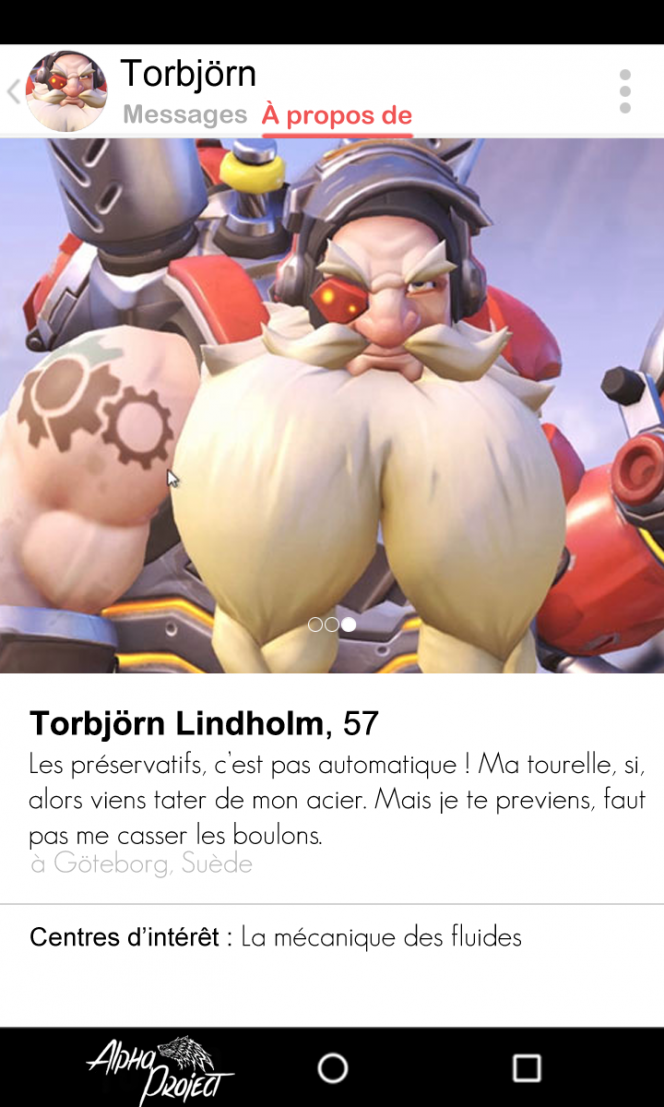 Torbjörn
Messages À propos de
Torbjörn Lindholm, 57
Les préservatifs, c'est pas automatique ! Ma tourelle, si,
alors viens tater de mon acier. Mais je te previens, faut
pas me casser les boulons.
à Göteborg, Suède
Centres d'intérêt : La mécanique des fluides
Alpha
Project